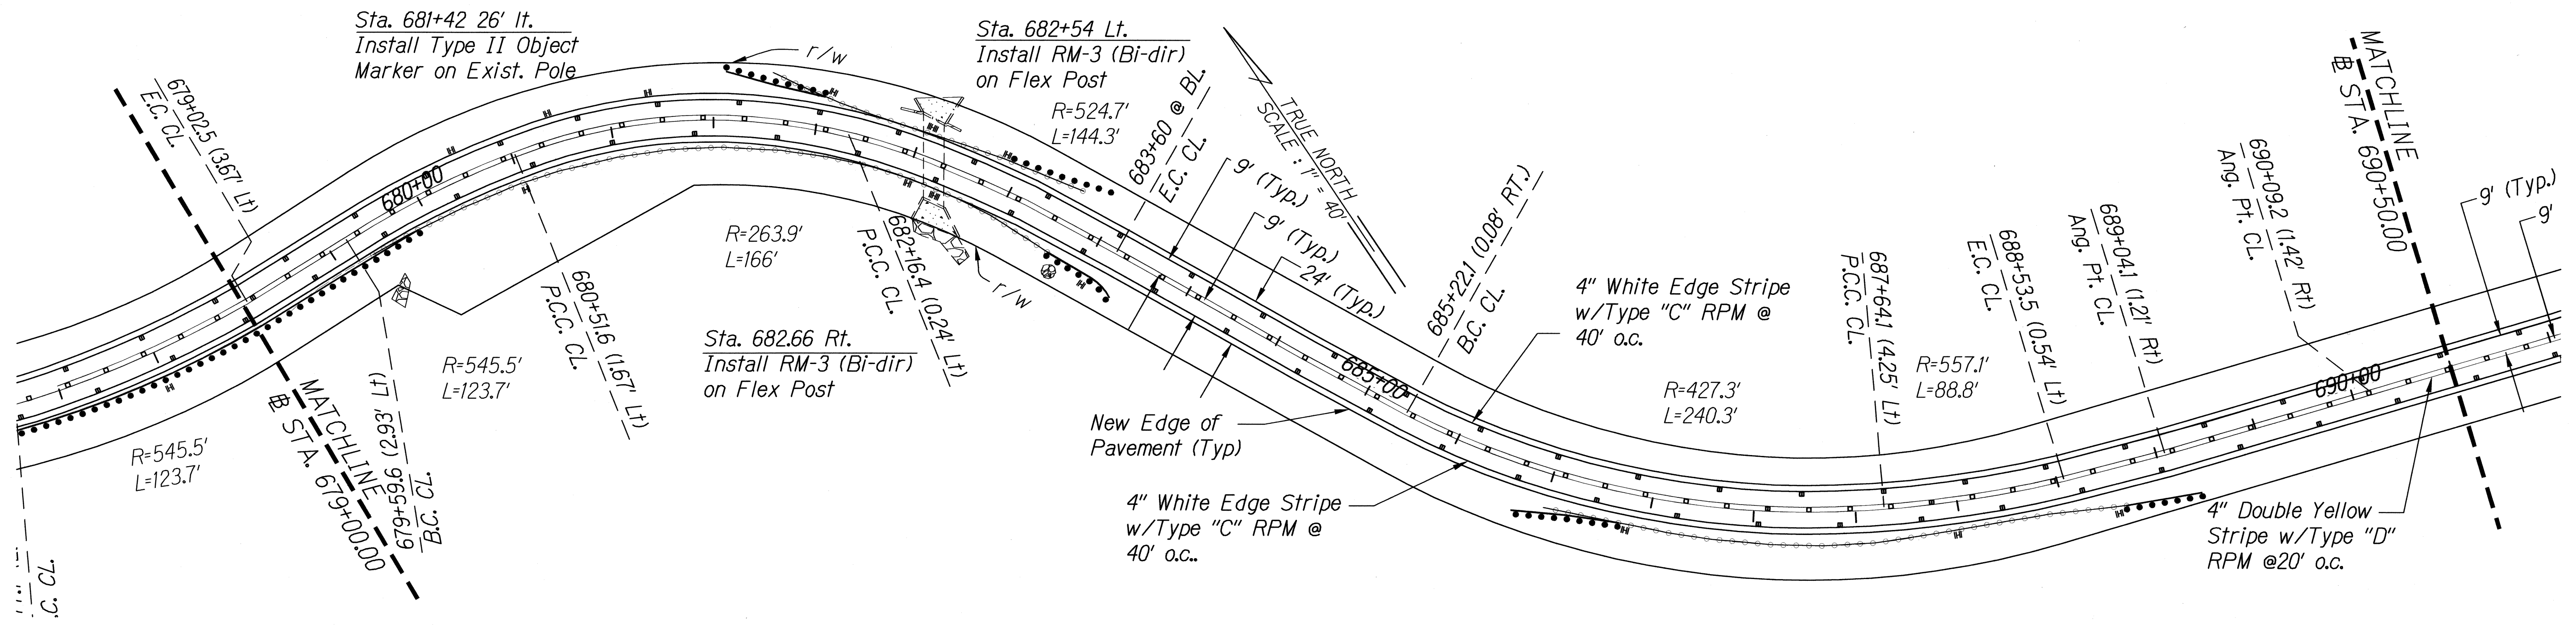 Sta. 681+42 26' lt.
Install Type II Object
Marker on Exist. Pole
r/w
Sta. 682+54 Lt.
Install RM-3 (Bi-dir)
on Flex Post
R=524.7'
L=144.3'
683+60 @ BL.
E.C. CL.
TRUE NORTH
SCALE : 1" = 40'
9' (Typ.)
9' (Typ.)
24' (Typ.)
679+02.5 (3.67' Lt)
E.C. CL.
680+00
R=263.9'
L=166'
682+16.4 (0.24' Lt)
P.C.C. CL.
r/w
680+51.6 (1.67' Lt)
P.C.C. CL.
Sta. 682.66 Rt.
Install RM-3 (Bi-dir)
on Flex Post
R=545.5'
L=123.7'
679+59.6 (2.93' Lt)
B.C. CL.
MATCHLINE
STA. 679+00.00
R=545.5'
L=123.7'
.C. CL.
685+22.1 (0.08' RT.)
B.C. CL.
685+00
New Edge of
Pavement (Typ)
4" White Edge Stripe
w/Type "C" RPM @
40' o.c.
4" White Edge Stripe
w/Type "C" RPM @
40' o.c..
R=427.3'
L=240.3'
687+64.1 (4.25' Lt)
P.C.C. CL.
R=557.1'
L=88.8'
688+53.5 (0.54' Lt)
E.C. CL.
689+04.1 (1.21' Rt)
Ang. Pt. CL.
690+09.2 (1.42' Rt)
Ang. Pt. CL.
690+00
MATCHLINE
STA. 690+50.00
9' (Typ.)
9'
4" Double Yellow
Stripe w/Type "D"
RPM @20' o.c.